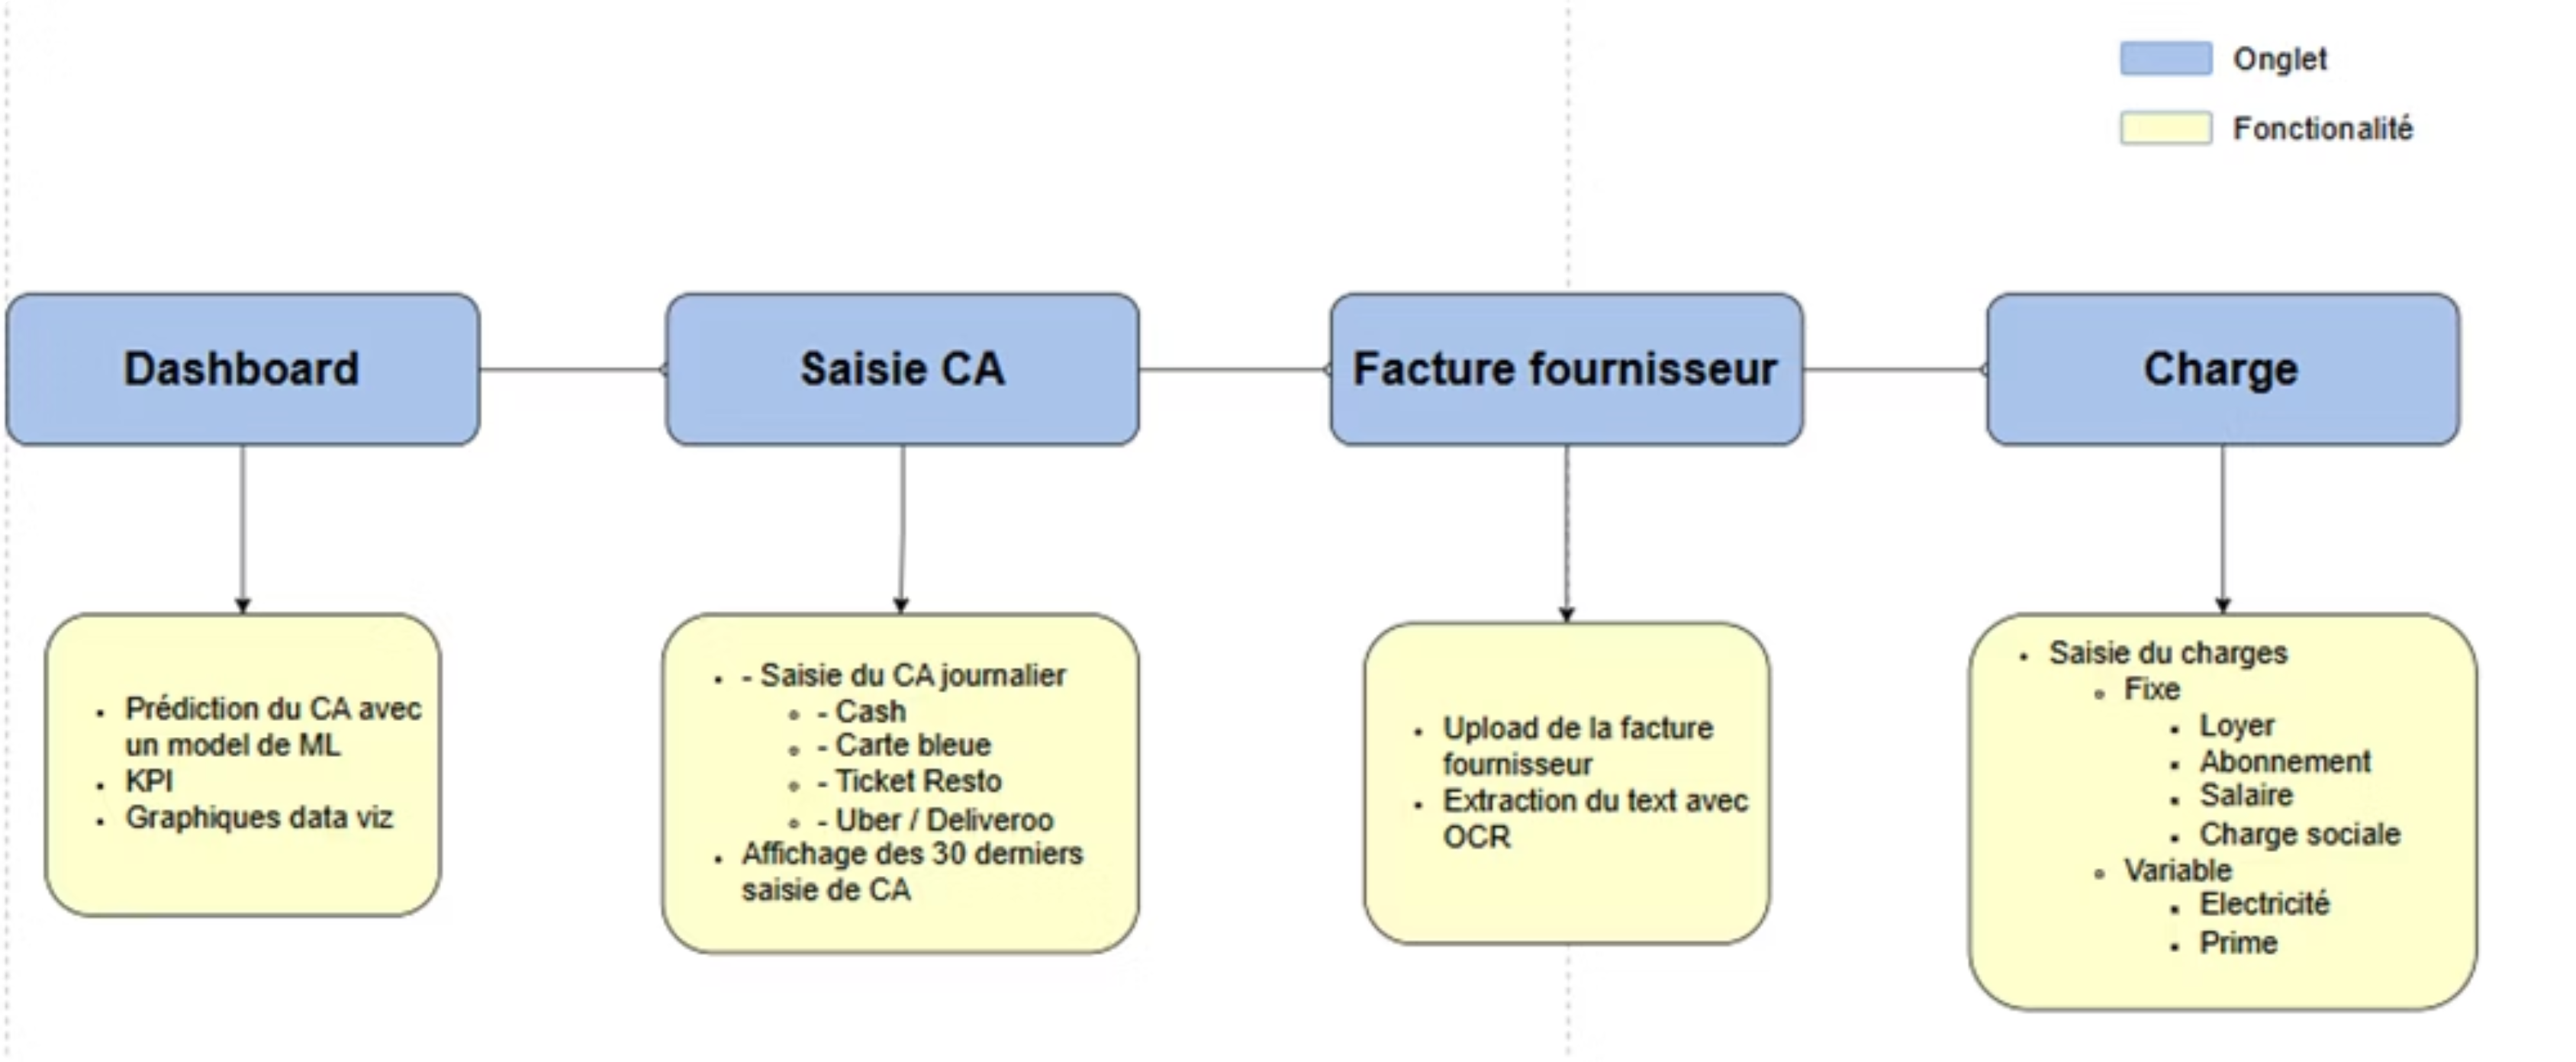 Onglet
Fonctionalité
Dashboard
Saisie CA
Facture fournisseur
Charge
• Prédiction du CA avec
un model de ML
• KPI
• Graphiques data viz
• - Saisie du CA journalier
◦ - Cash
◦ - Carte bleue
◦ - Ticket Resto
◦ - Uber / Deliveroo
• Affichage des 30 derniers
saisie de CA
• Upload de la facture
fournisseur
• Extraction du text avec
OCR
• Saisie du charges
◦ Fixe
▪ Loyer
▪ Abonnement
▪ Salaire
▪ Charge sociale
◦ Variable
▪ Electricité
▪ Prime